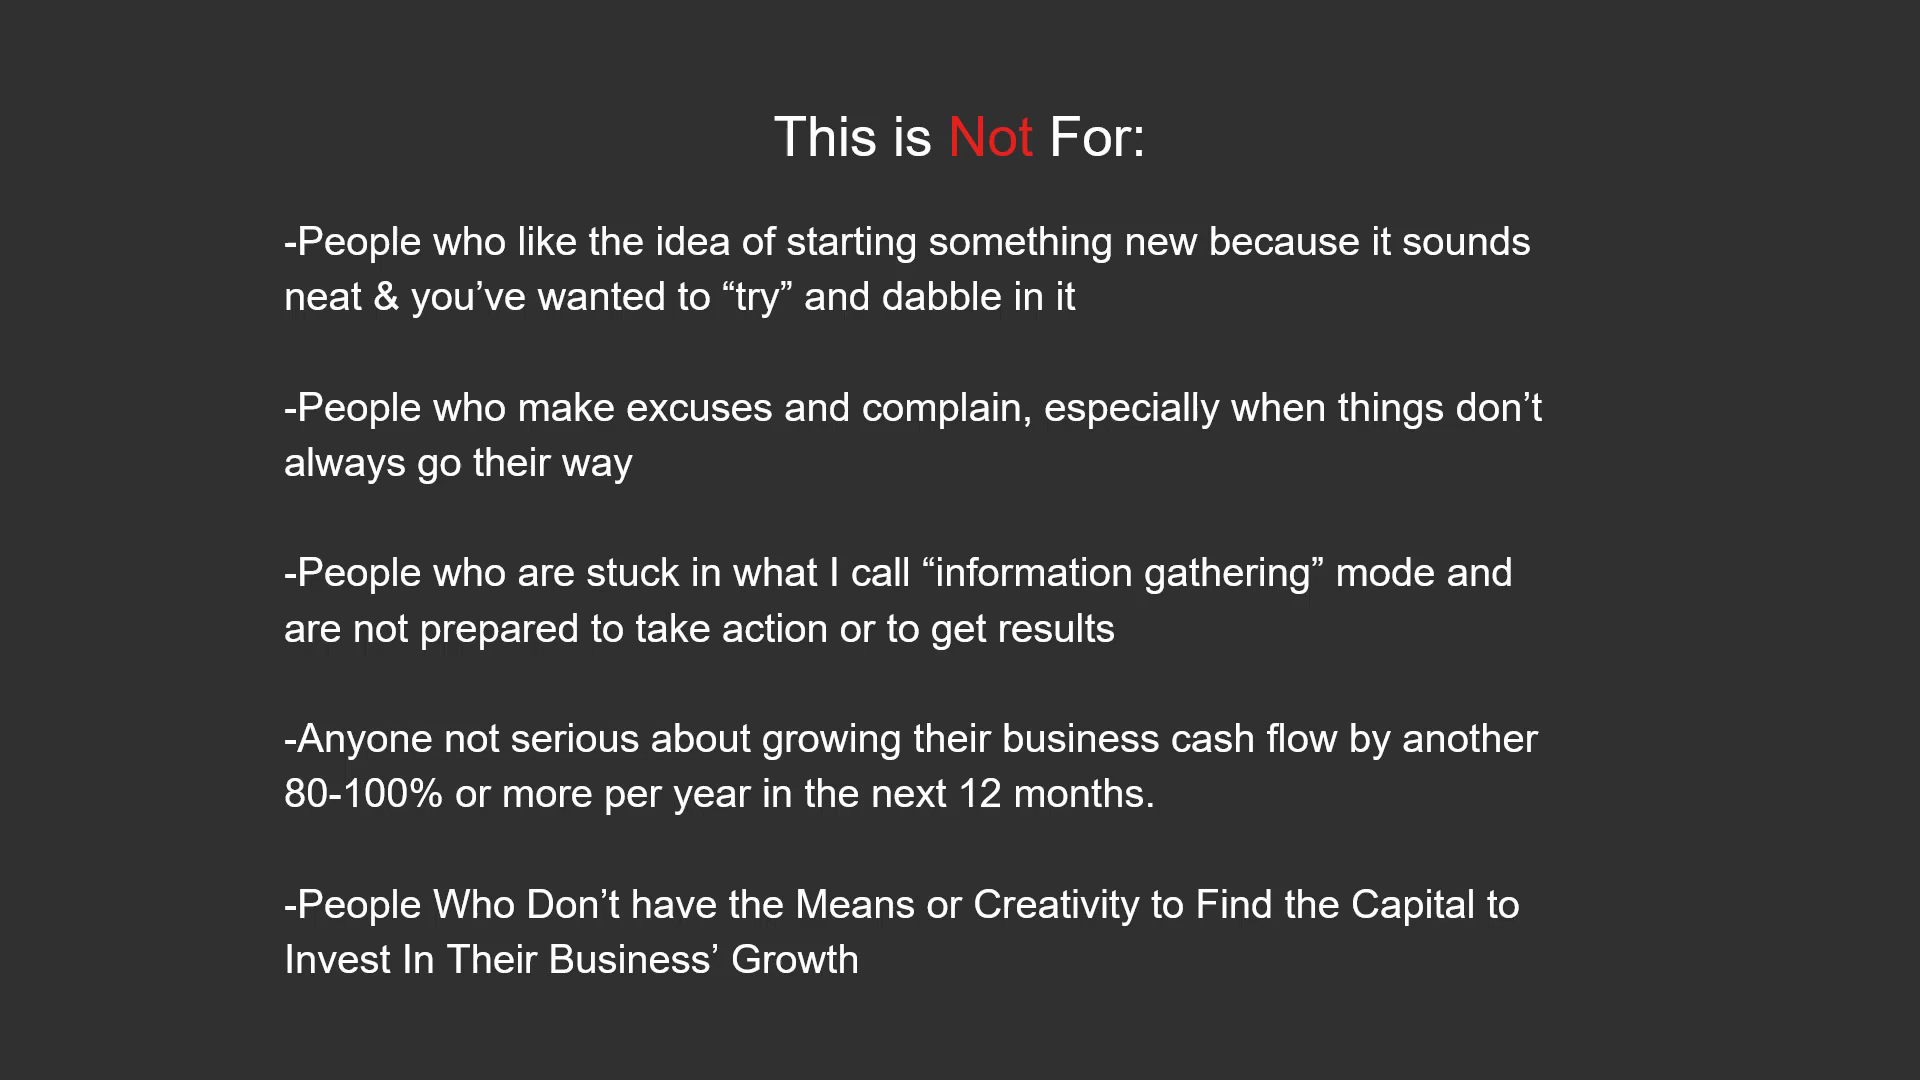 This is Not For:
-People who like the idea of starting something new because it sounds
neat & you’ve wanted to “try” and dabble in it
-People who make excuses and complain, especially when things don’t
always go their way
-People who are stuck in what I call “information gathering” mode and
are not prepared to take action or to get results
-Anyone not serious about growing their business cash flow by another
80-100% or more per year in the next 12 months.
-People Who Don’t have the Means or Creativity to Find the Capital to
Invest In Their Business’ Growth